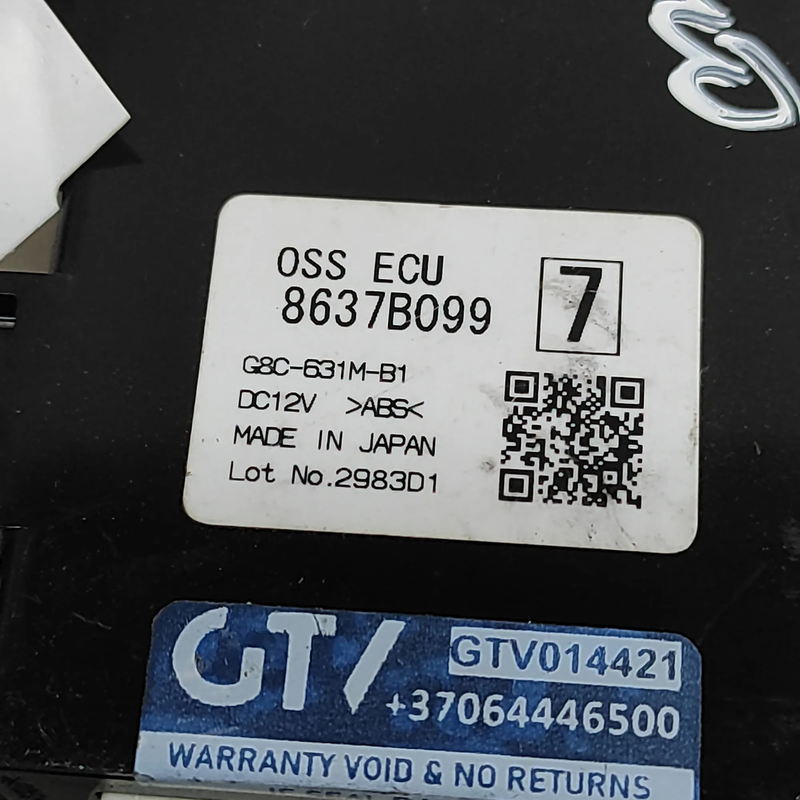 OSS ECU
8637B099
7
G8C-631M-B1
DC12V >ABS<
MADE IN JAPAN
Lot No.2983D1
GTV
GTV014421
+37064446500
WARRANTY VOID & NO RETURNS